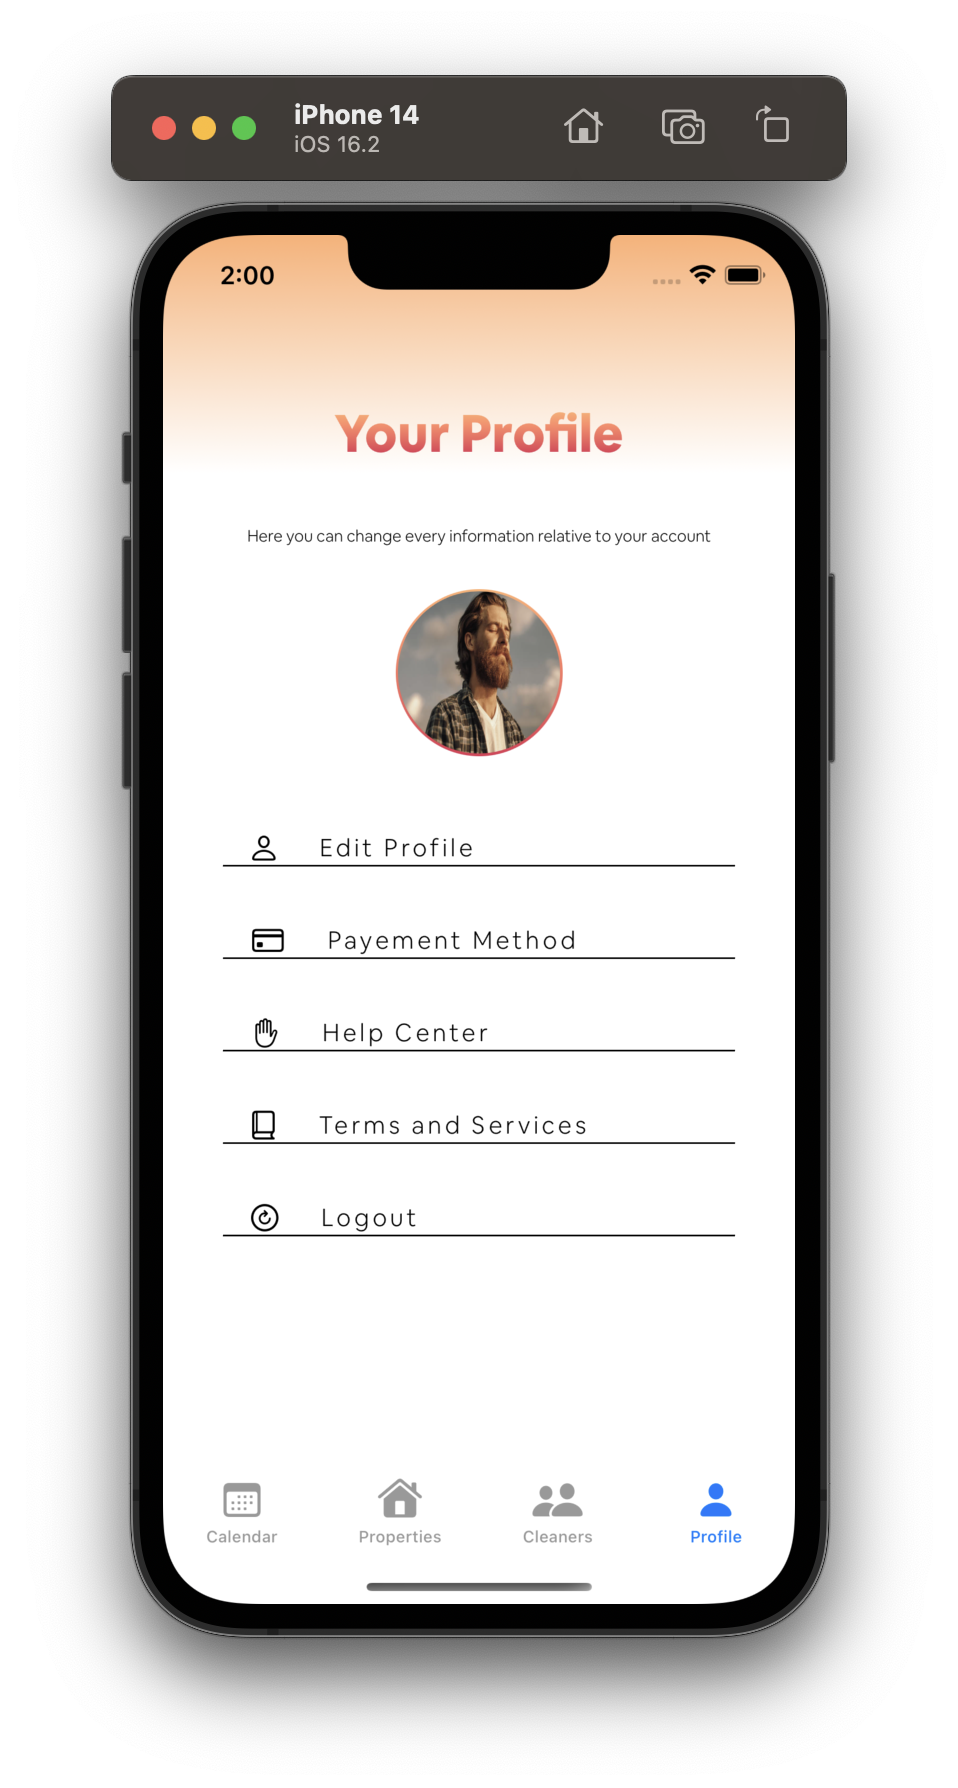 iPhone 14
iOS 16.2
2:00
Your Profile
Here you can change every information relative to your account
Edit Profile
Payement Method
Help Center
Terms and Services
Logout
Calendar Properties Cleaners Profile